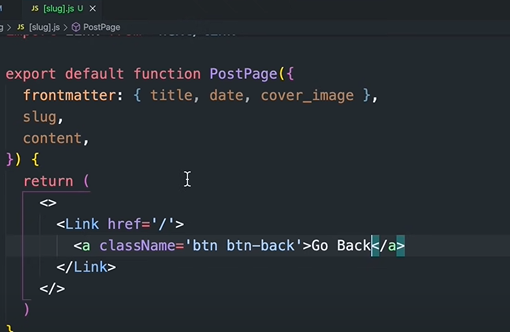 JS [slug].js U ×
JS [slug].js > PostPage
export default function PostPage({
frontmatter: { title, date, cover_image },
slug,
content,
}) {
return (
<>
<Link href='/'>
<a className='btn btn-back'>Go Back</a>
</Link>
</>
)
}